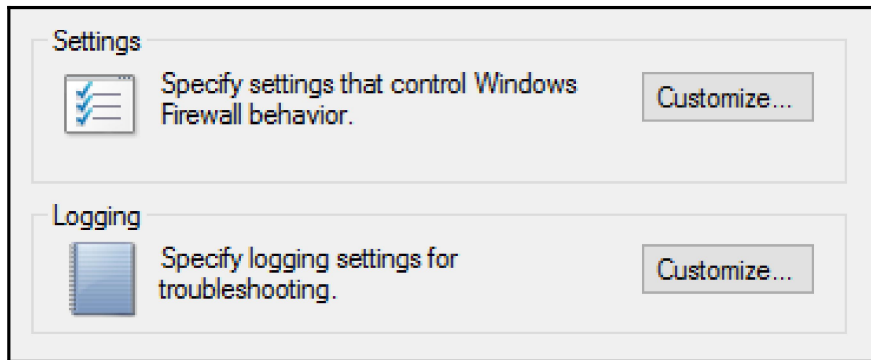 Settings
Specify settings that control Windows
Firewall behavior.
Customize...
Logging
Specify logging settings for
troubleshooting.
Customize...